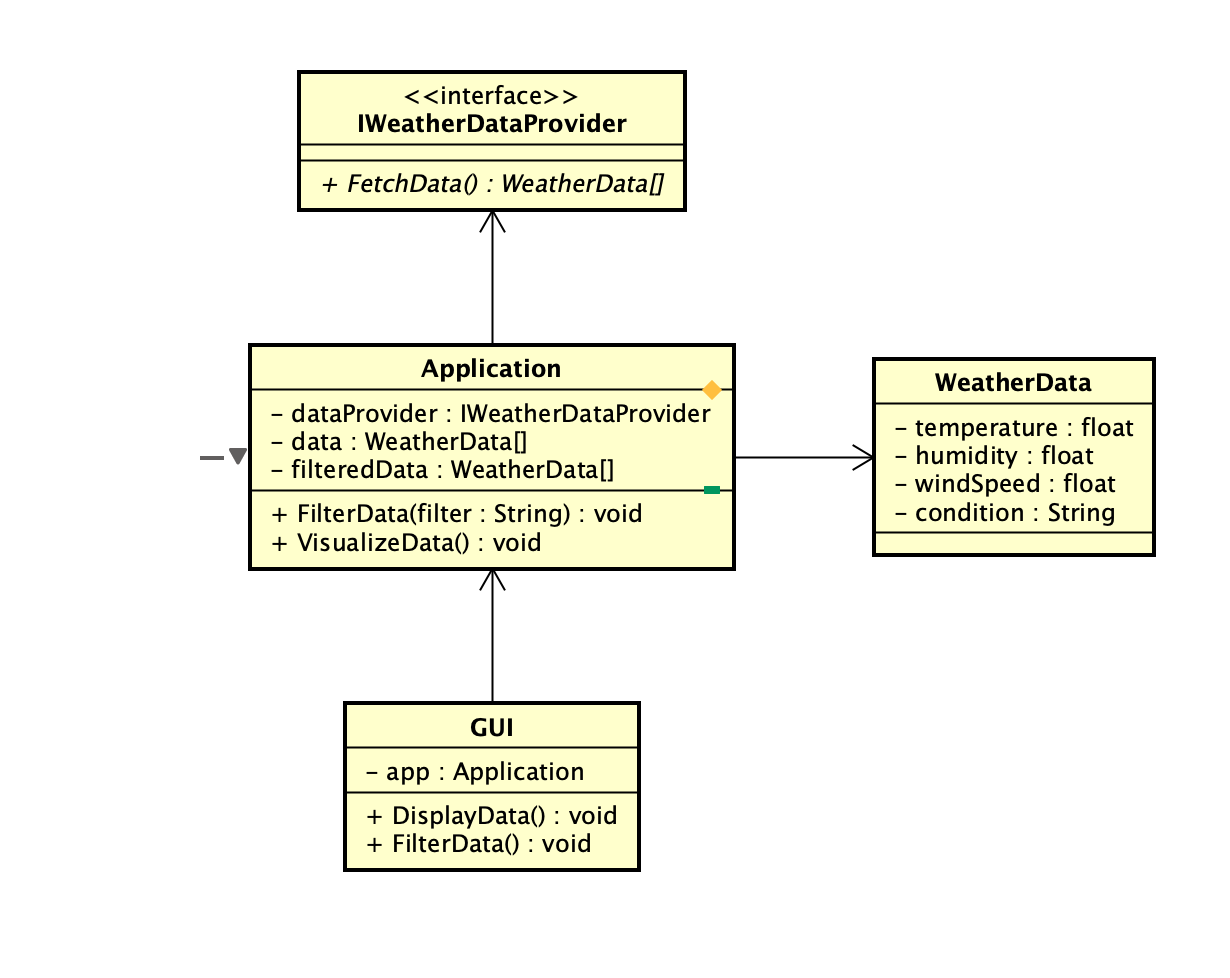 <<interface>>
IWeatherDataProvider
+ FetchData() : WeatherData[]
Application
- dataProvider : IWeatherDataProvider
- data : WeatherData[]
- filteredData : WeatherData[]
+ FilterData(filter : String) : void
+ VisualizeData() : void
WeatherData
- temperature : float
- humidity : float
- windSpeed : float
- condition : String
GUI
- app : Application
+ DisplayData() : void
+ FilterData() : void